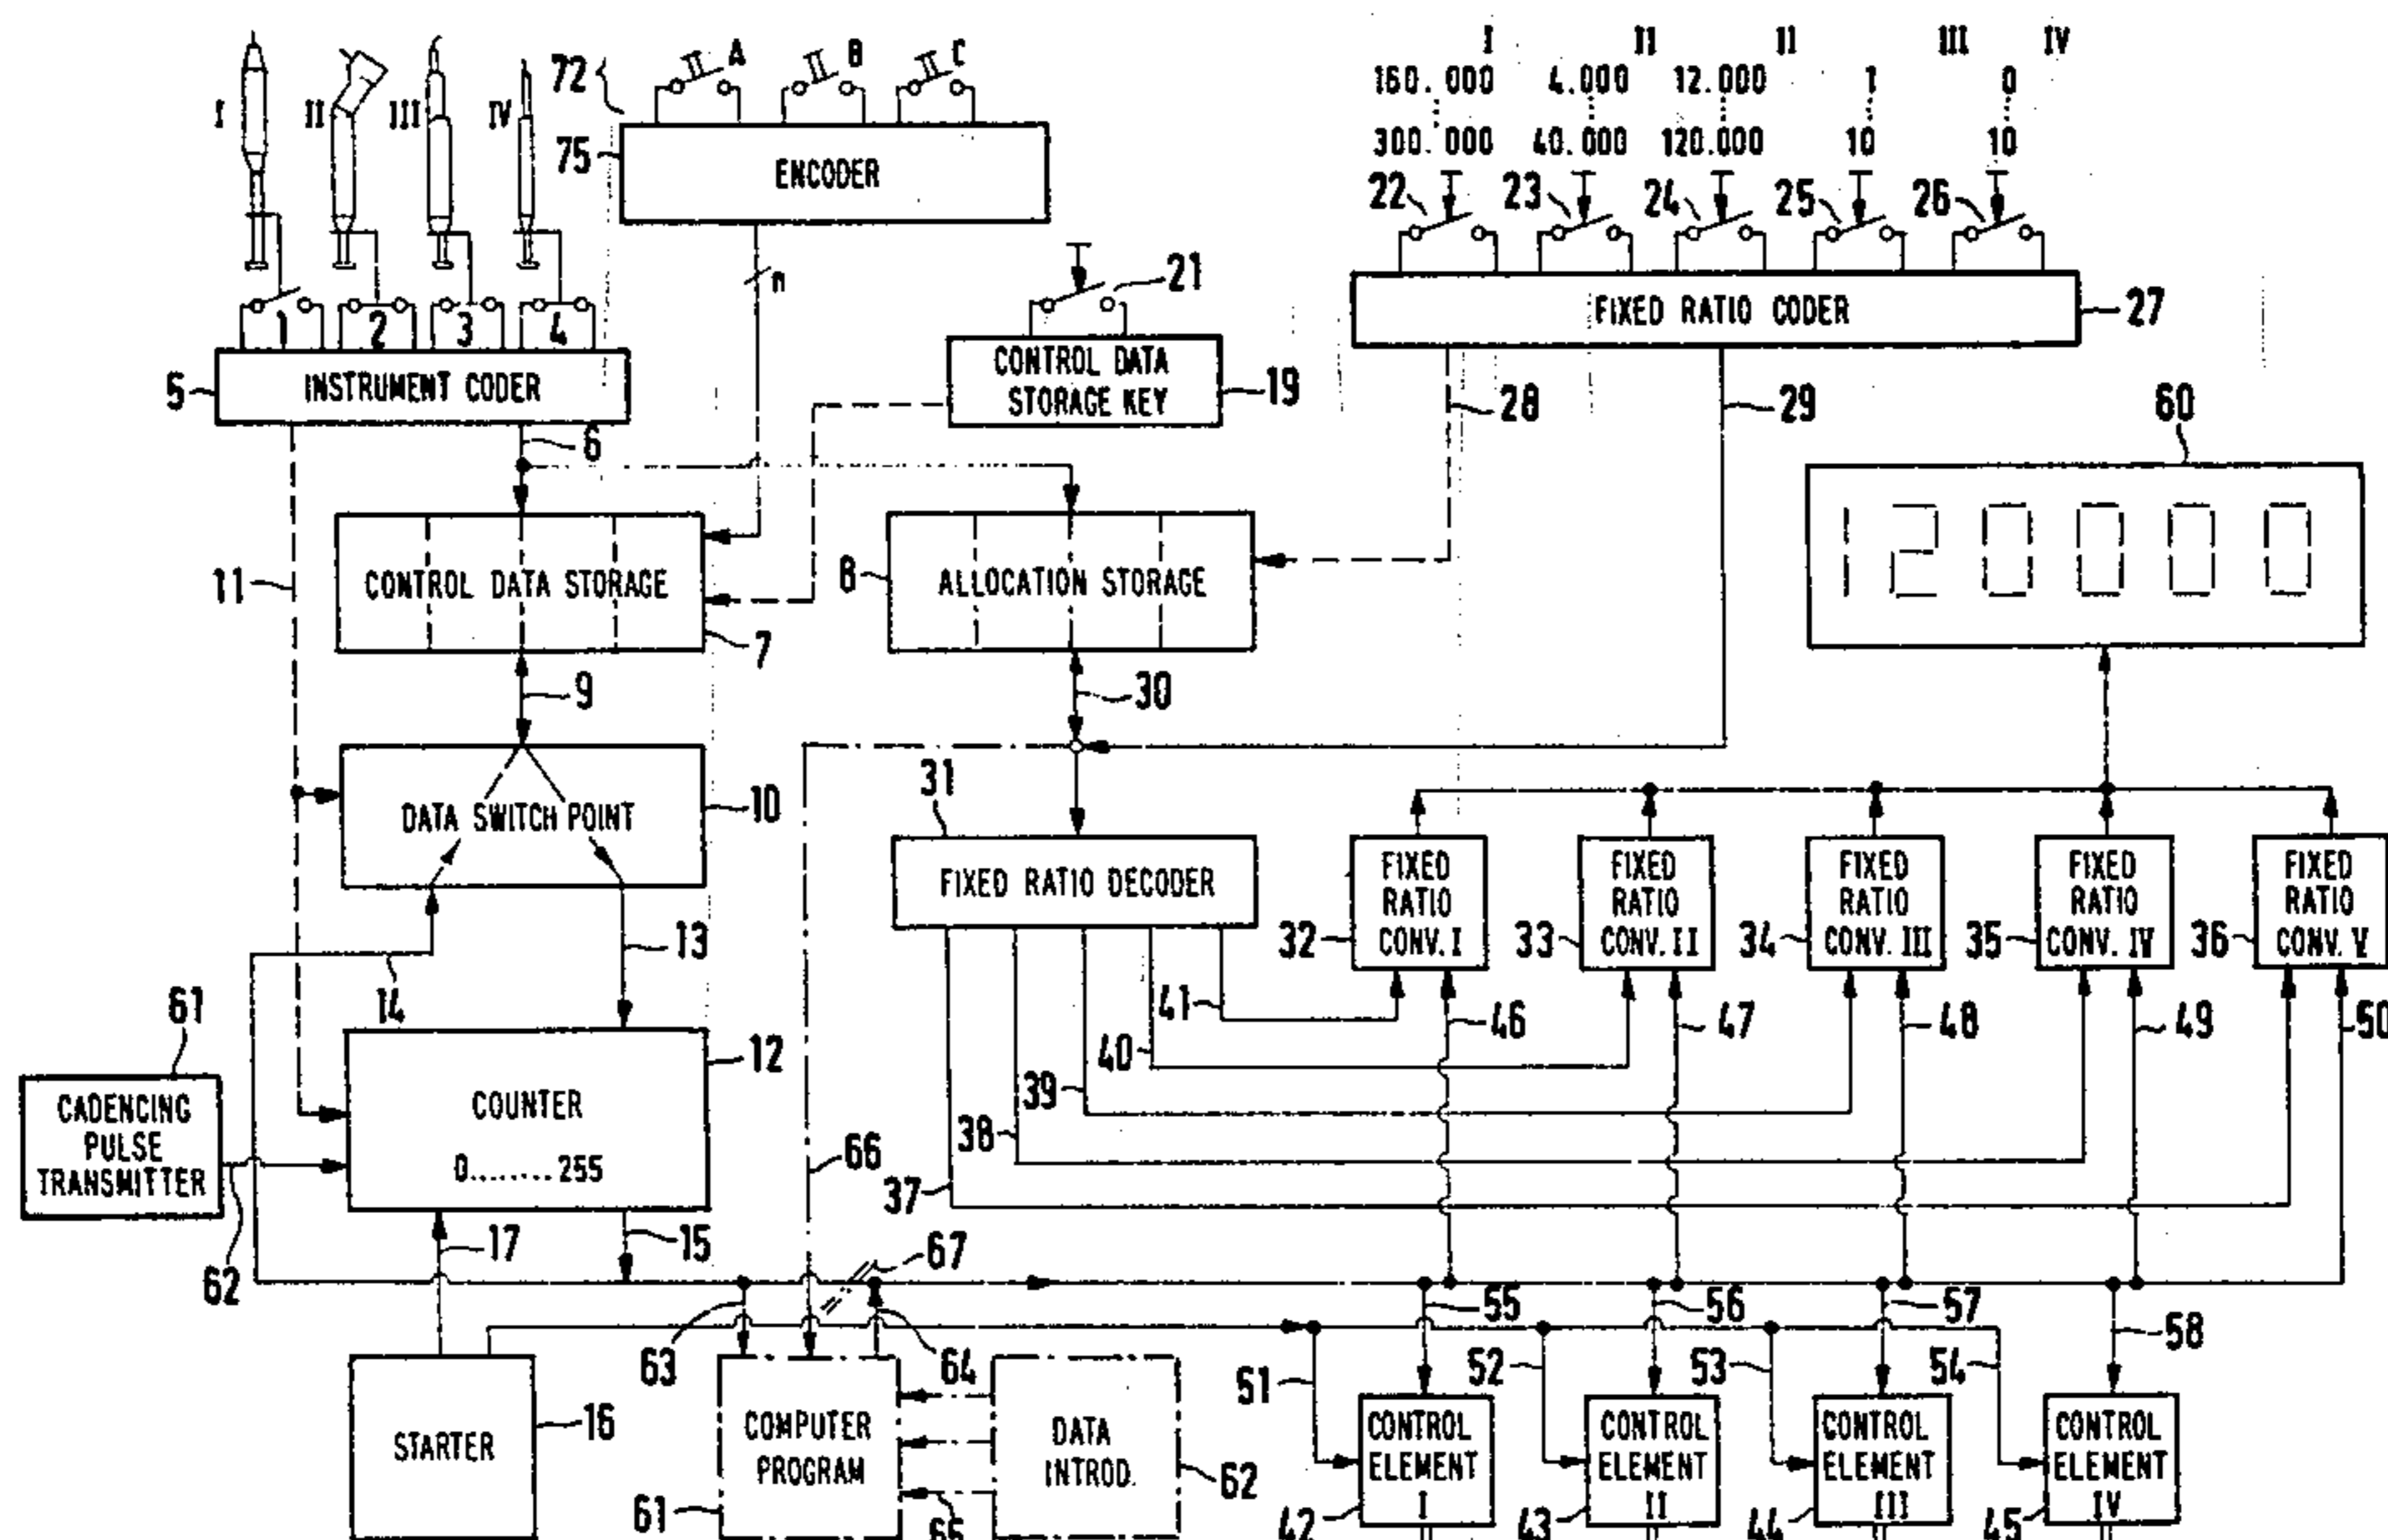 I II III IV
72
A B C
II II II
75
ENCODER
n
I II II III IV
160.000 4.000 12.000 1 0
300.000 40.000 120.000 10 10
22 23 24 25 26
FIXED RATIO CODER
27
1 2 3 4
5
INSTRUMENT CODER
21
CONTROL DATA
STORAGE KEY
19
28
29
60
6
11
CONTROL DATA STORAGE
7
8
ALLOCATION STORAGE
120000
9
30
10
DATA SWITCH POINT
31
FIXED RATIO DECODER
FIXED
RATIO
CONV. I
32
FIXED
RATIO
CONV. II
33
FIXED
RATIO
CONV. III
34
FIXED
RATIO
CONV. IV
35
FIXED
RATIO
CONV. V
36
13
14
41
40
39
38
37
46
47
48
49
50
61
CADENCING
PULSE
TRANSMITTER
62
12
COUNTER
0........255
66
17
15
67
63
64
55
56
57
58
51
52
53
54
STARTER
16
COMPUTER
PROGRAM
61
65
DATA
INTROD.
62
CONTROL
ELEMENT
I
42
CONTROL
ELEMENT
II
43
CONTROL
ELEMENT
III
44
CONTROL
ELEMENT
IV
45